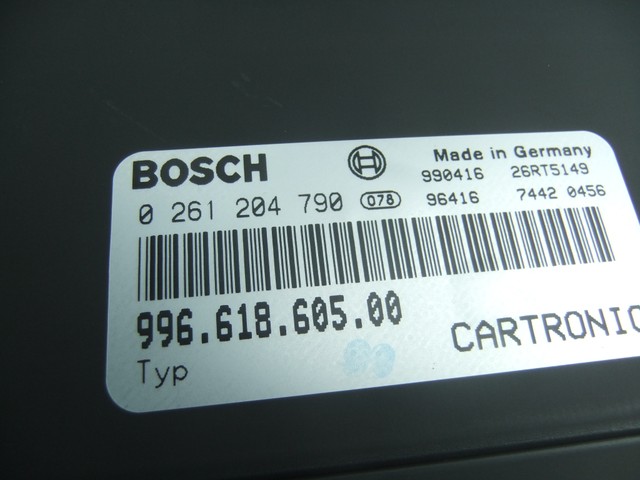 BOSCH Made in Germany
990416 26RT5149
0 261 204 790 078 96416 7442 0456
996.618.605.00
CARTRONIC
Typ